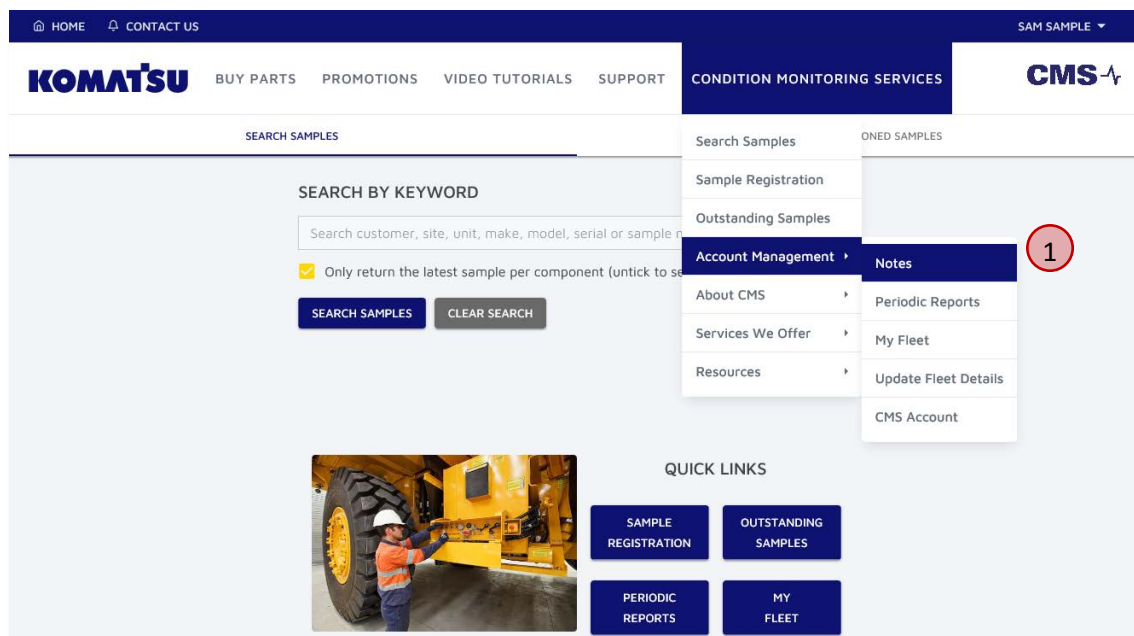 HOME CONTACT US SAM SAMPLE
KOMATSU BUY PARTS PROMOTIONS VIDEO TUTORIALS SUPPORT CONDITION MONITORING SERVICES CMS
SEARCH SAMPLES ONED SAMPLES
Search Samples
Sample Registration
Outstanding Samples
Account Management
About CMS
Services We Offer
Resources
Notes
1
Periodic Reports
My Fleet
Update Fleet Details
CMS Account
SEARCH BY KEYWORD
Search customer, site, unit, make, model, serial or sample
Only return the latest sample per component (untick to
SEARCH SAMPLES CLEAR SEARCH
QUICK LINKS
SAMPLE
REGISTRATION
OUTSTANDING
SAMPLES
PERIODIC
REPORTS
MY
FLEET